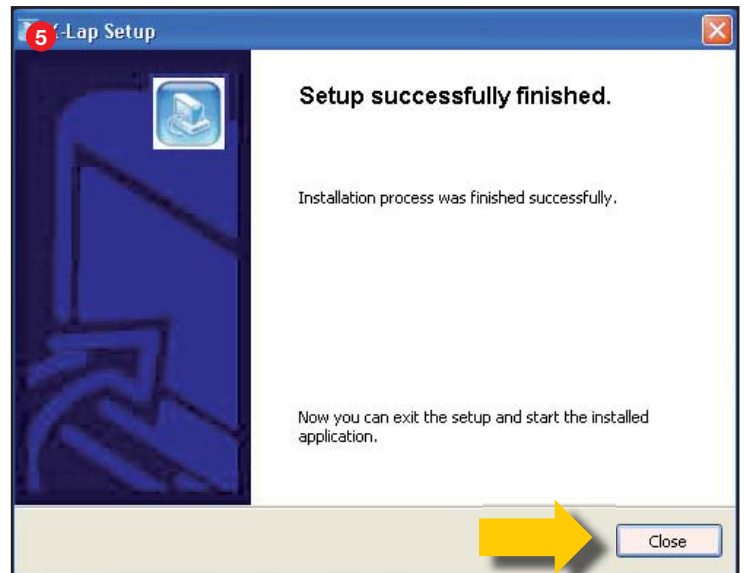 5 -Lap Setup
Setup successfully finished.
Installation process was finished successfully.
Now you can exit the setup and start the installed
application.
Close